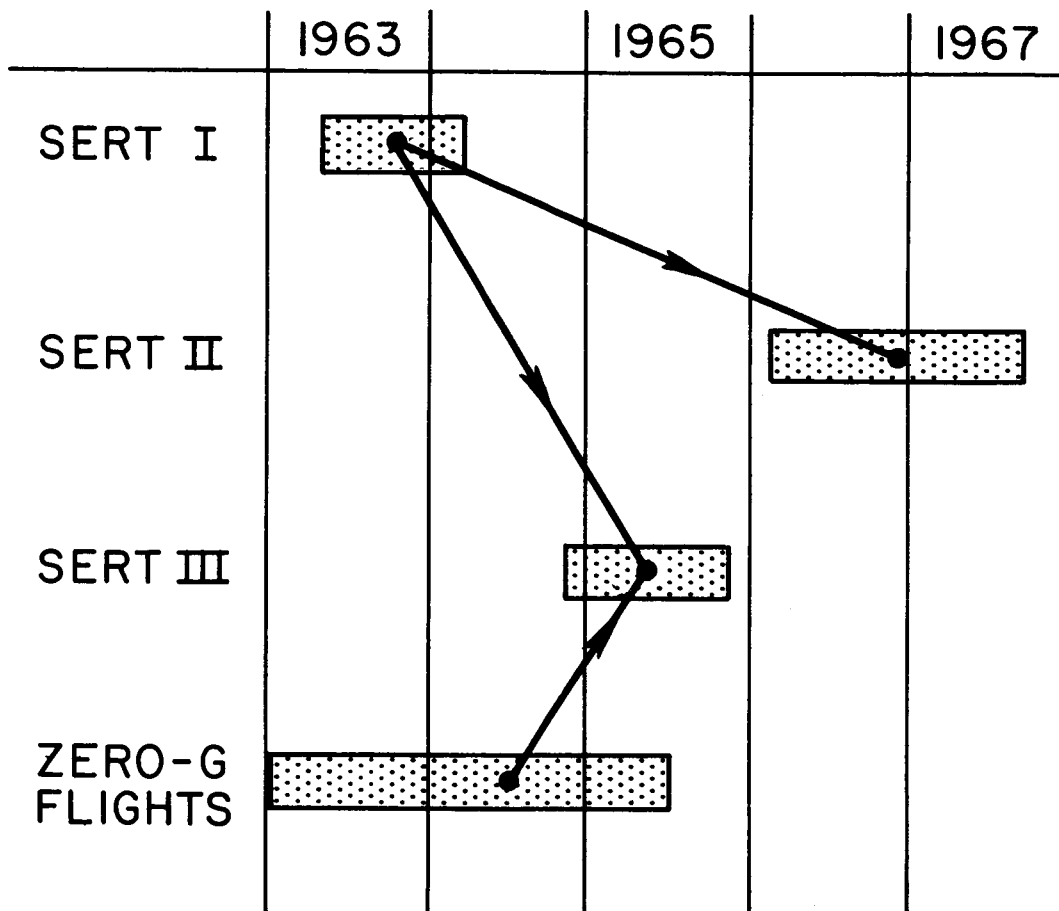 1963 1965 1967
SERT I
SERT II
SERT III
ZERO-G
FLIGHTS